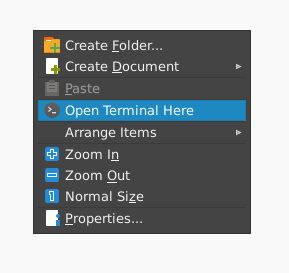 Create Folder...
Create Document
Paste
Open Terminal Here
Arrange Items
Zoom In
Zoom Out
Normal Size
Properties...